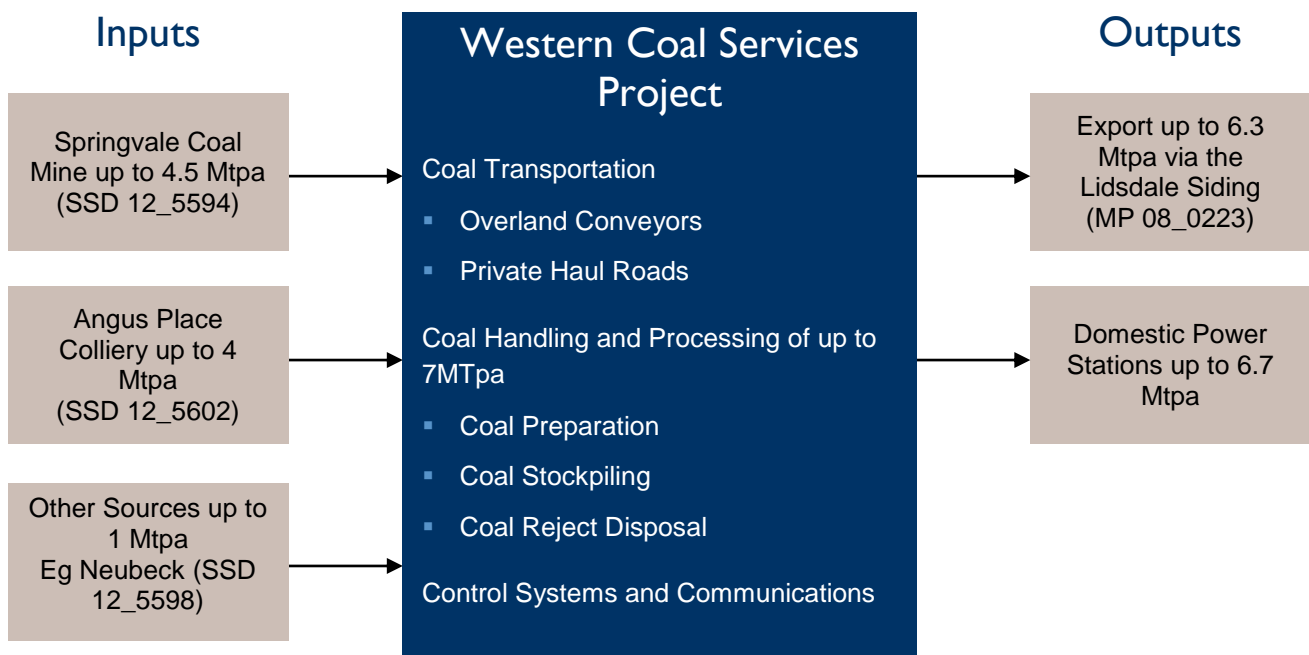 Inputs
Springvale Coal
Mine up to 4.5 Mtpa
(SSD 12_5594)
Angus Place
Colliery up to 4
Mtpa
(SSD 12_5602)
Other Sources up to
1 Mtpa
Eg Neubeck (SSD
12_5598)
Western Coal Services
Project
Coal Transportation
▪ Overland Conveyors
▪ Private Haul Roads
Coal Handling and Processing of up to
7MTpa
▪ Coal Preparation
▪ Coal Stockpiling
▪ Coal Reject Disposal
Control Systems and Communications
Outputs
Export up to 6.3
Mtpa via the
Lidsdale Siding
(MP 08_0223)
Domestic Power
Stations up to 6.7
Mtpa